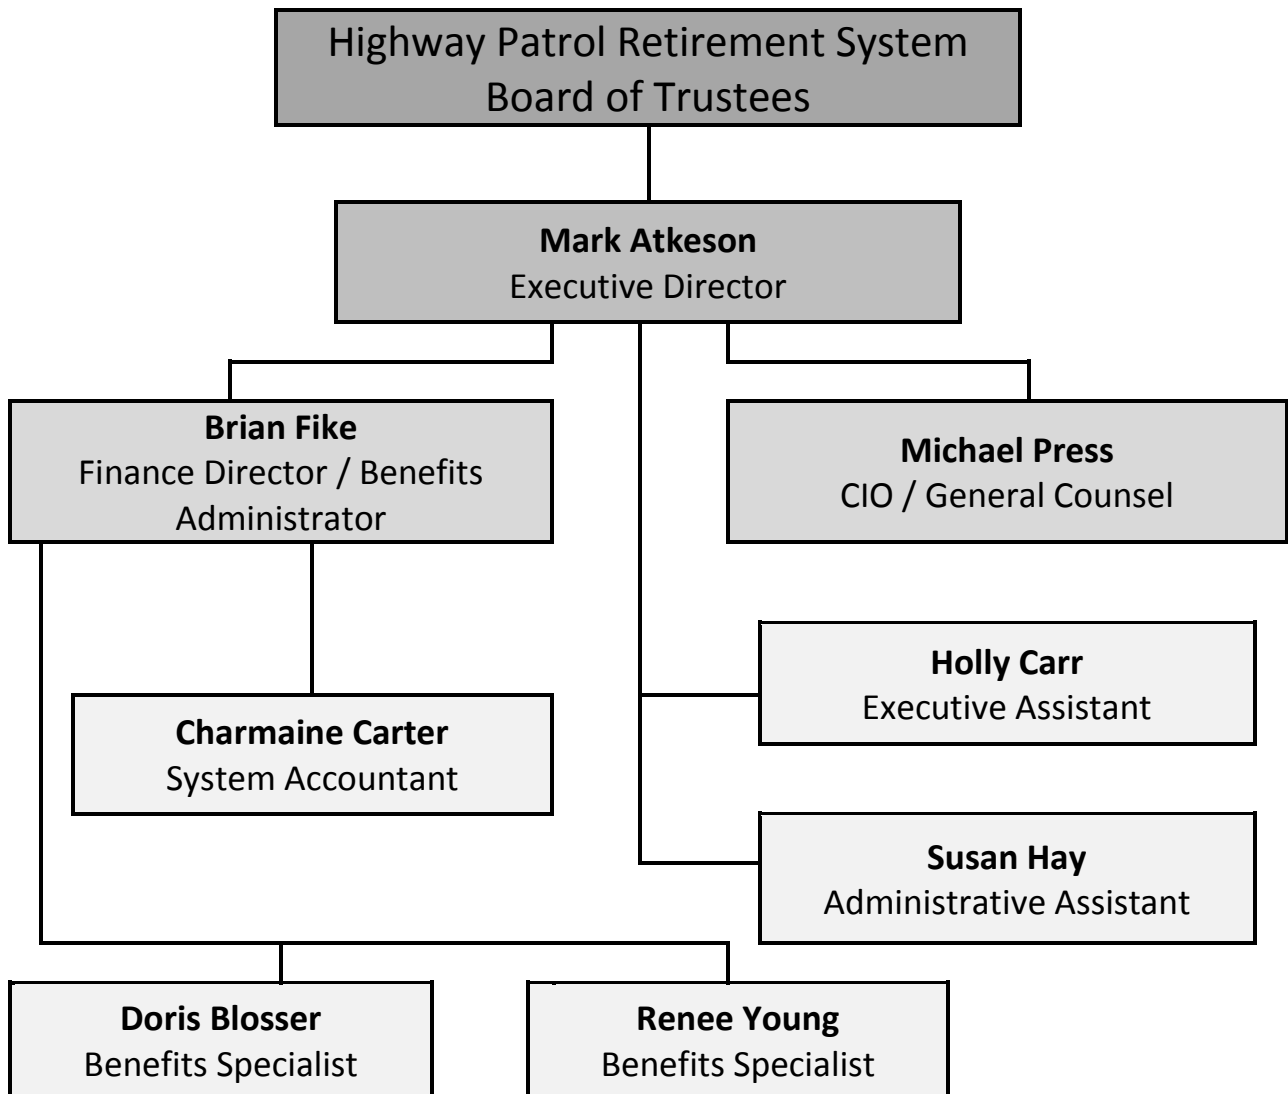 Highway Patrol Retirement System
Board of Trustees
Mark Atkeson
Executive Director
Brian Fike
Finance Director / Benefits
Administrator
Michael Press
CIO / General Counsel
Holly Carr
Executive Assistant
Charmaine Carter
System Accountant
Susan Hay
Administrative Assistant
Doris Blosser
Benefits Specialist
Renee Young
Benefits Specialist